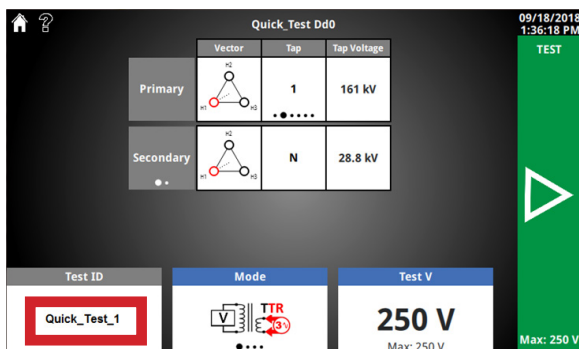 Quick_Test Dd0
09/18/2018
1:36:18 PM
TEST
Vector Tap Tap Voltage
Primary
H2
H1 H3
1
161 kV
Secondary
H2
H1 H3
N
28.8 kV
Test ID
Quick_Test_1
Mode
V
TTR
3
Test V
250 V
Max: 250 V
Max: 250 V